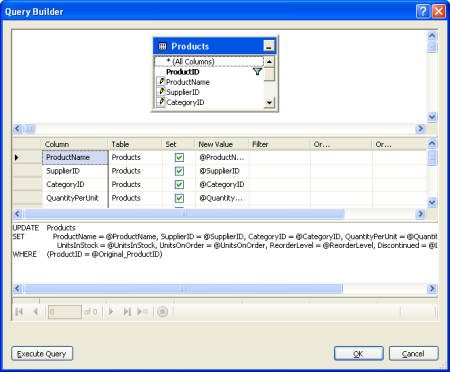 Query Builder
Products
* (All Columns)
ProductID
ProductName
SupplierID
CategoryID
Column Table Set New Value Filter Or... Or...
ProductName Products @ProductN...
SupplierID Products @SupplierID
CategoryID Products @CategoryID
QuantityPerUnit Products @Quantity...
UPDATE Products
SET ProductName = @ProductName, SupplierID = @SupplierID, CategoryID = @CategoryID, QuantityPerUnit = @Quantit
UnitsInStock = @UnitsInStock, UnitsOnOrder = @UnitsOnOrder, ReorderLevel = @ReorderLevel, Discontinued = @D
WHERE (ProductID = @Original_ProductID)
0 of 0
Execute Query OK Cancel